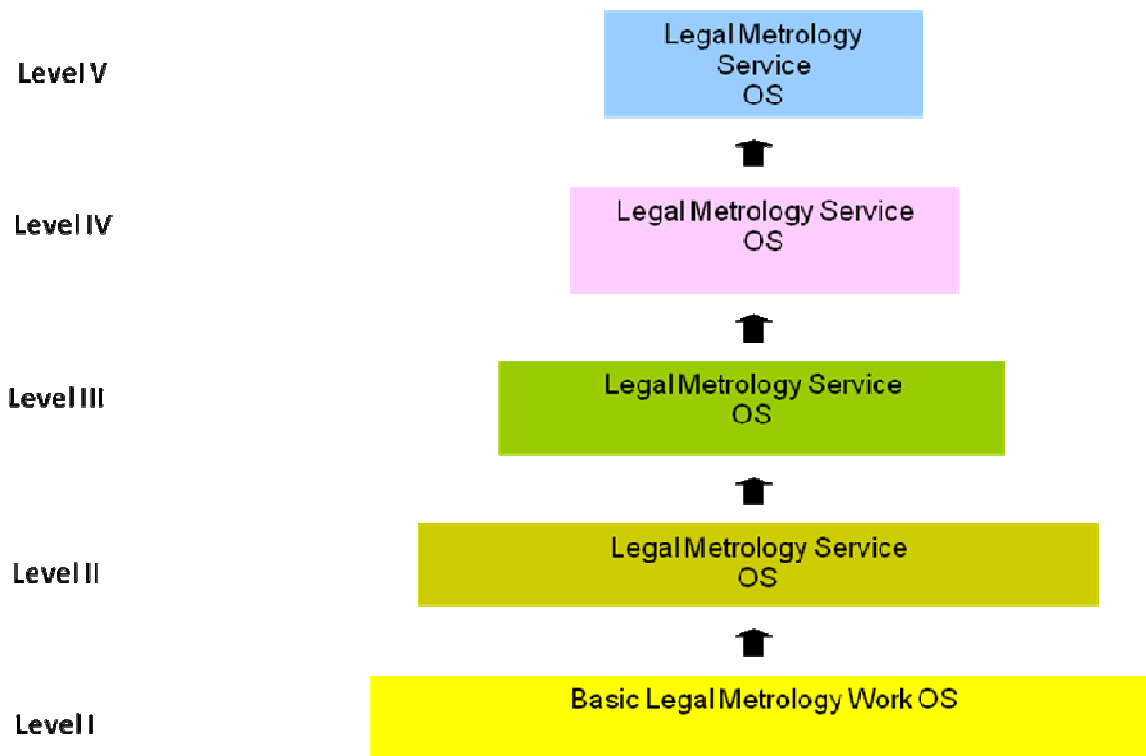 Level V
Legal Metrology
Service
OS
Level IV
Legal Metrology Service
OS
Level III
Legal Metrology Service
OS
Level II
Legal Metrology Service
OS
Level I
Basic Legal Metrology Work OS